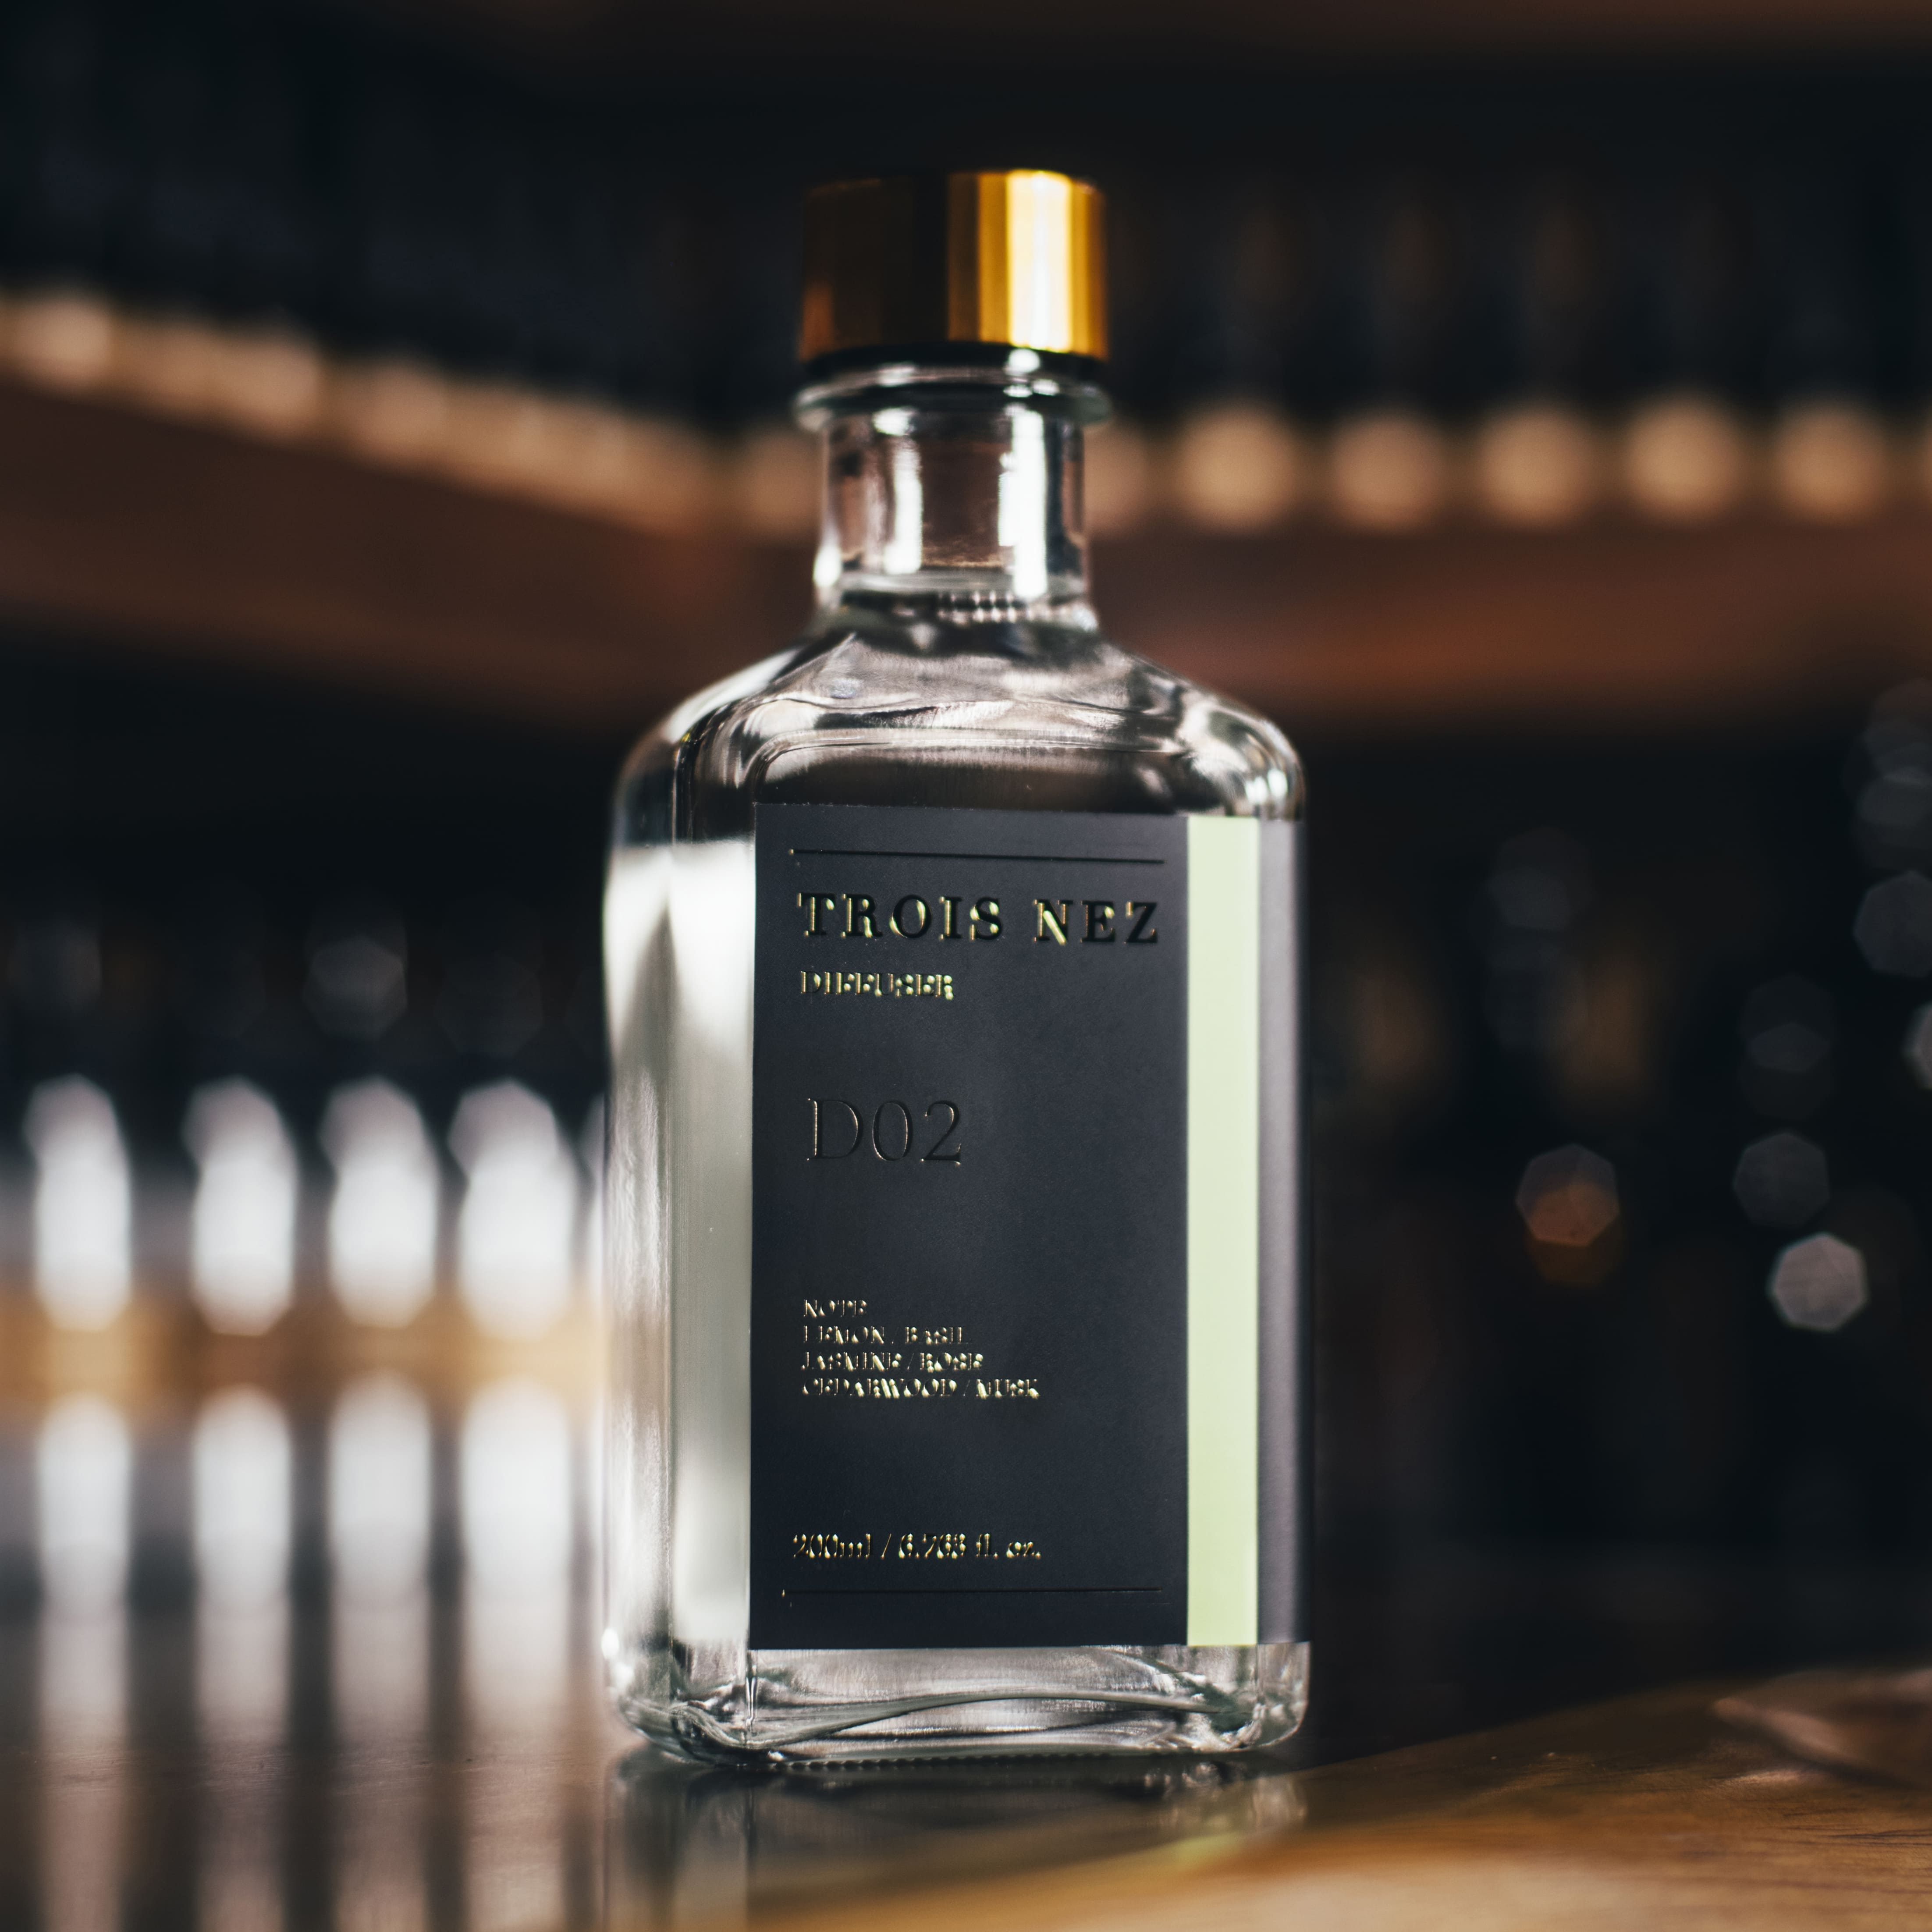 TROIS NEZ
DIFFUSER
D02
NOTE
LEMON / BASIL
JASMINE / ROSE
CEDARWOOD / MUSK
200ml / 6.763 fl. oz.